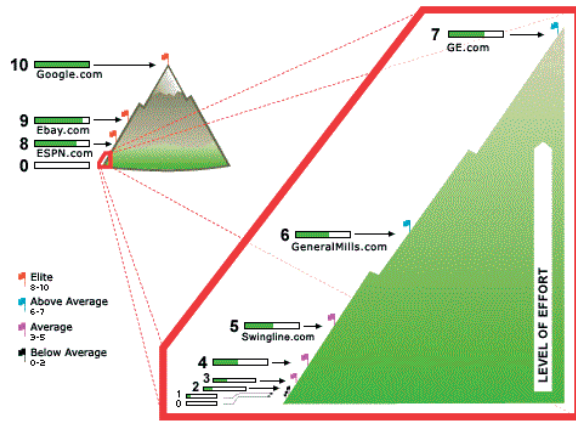 10
Google.com
9
Ebay.com
8
ESPN.com
0
7
GE.com
6
GeneralMills.com
5
Swingline.com
4
3
2
1
0
LEVEL OF EFFORT
Elite
8-10
Above Average
6-7
Average
3-5
Below Average
0-2